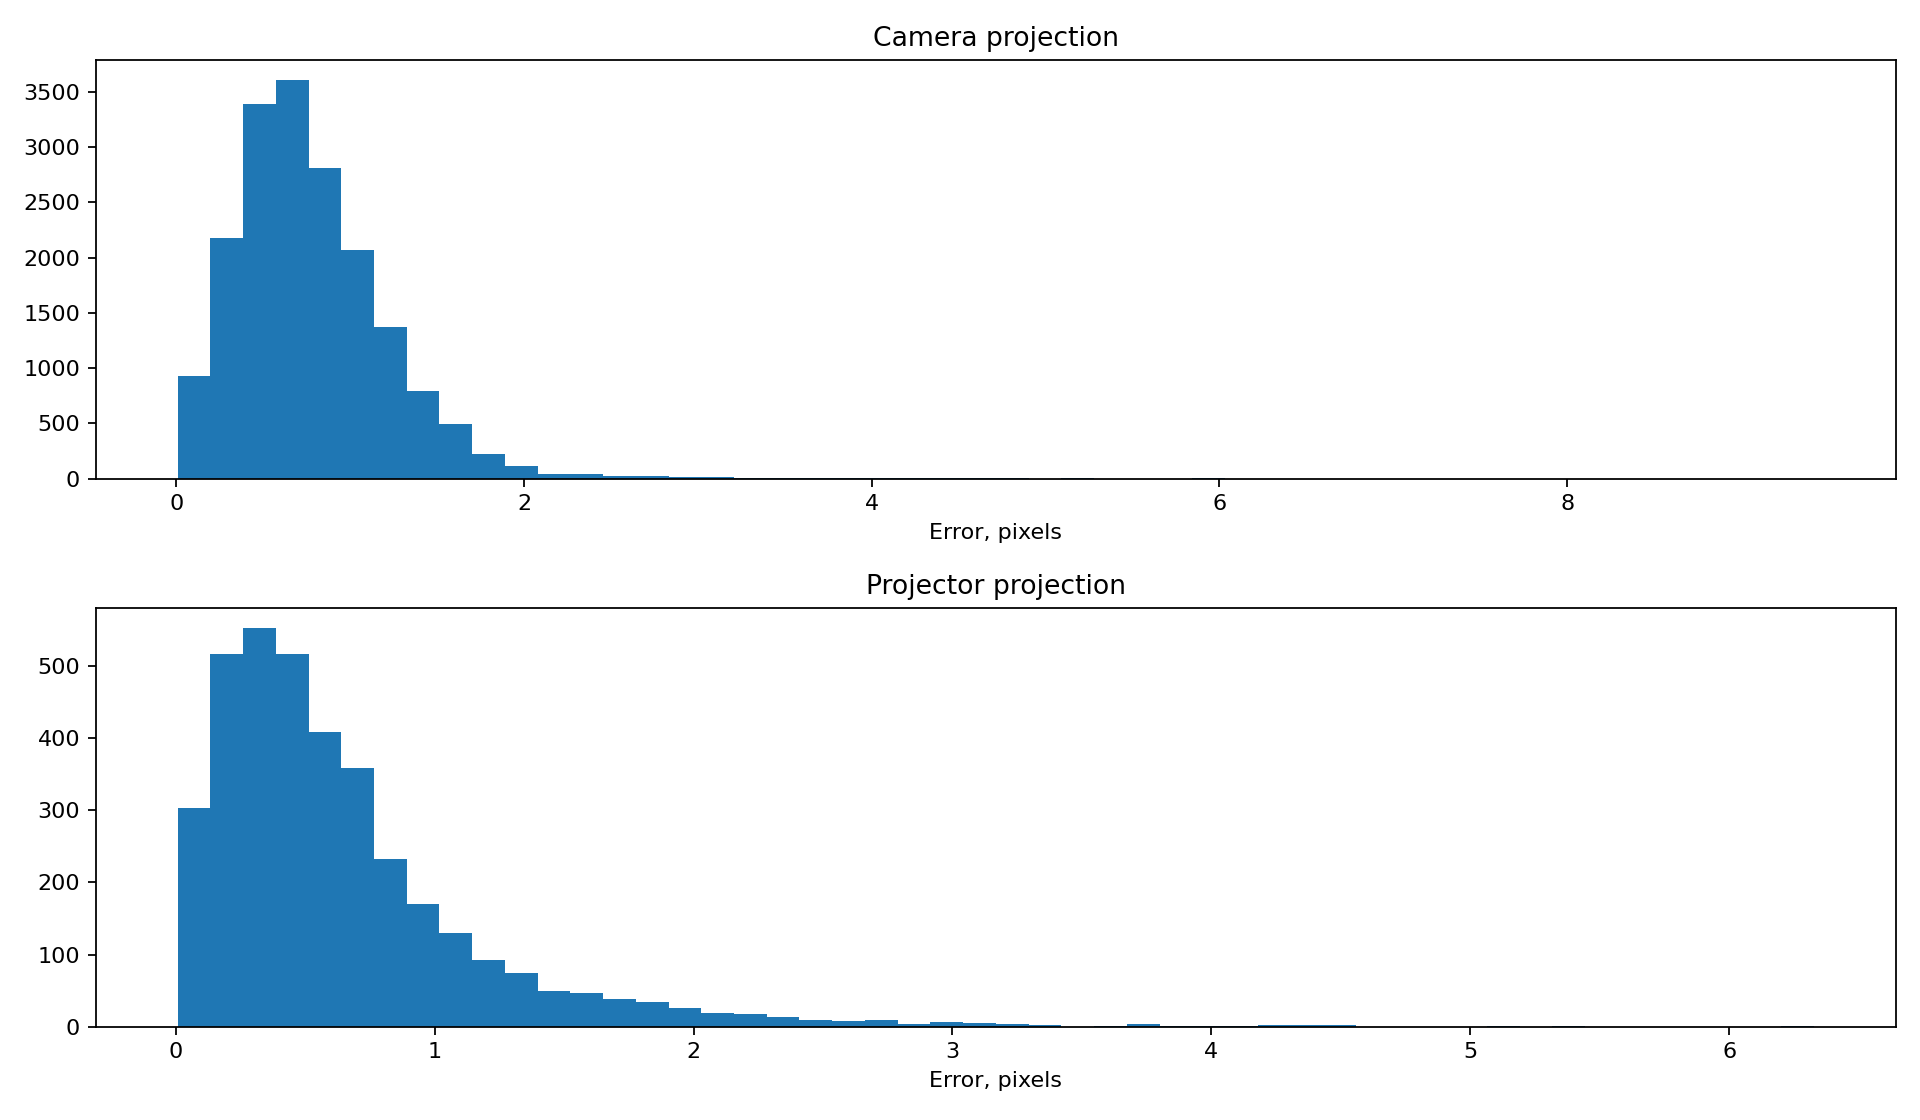 Camera projection
3500
3000
2500
2000
1500
1000
500
0
0 2 4 6 8
Error, pixels
Projector projection
500
400
300
200
100
0
0 1 2 3 4 5 6
Error, pixels